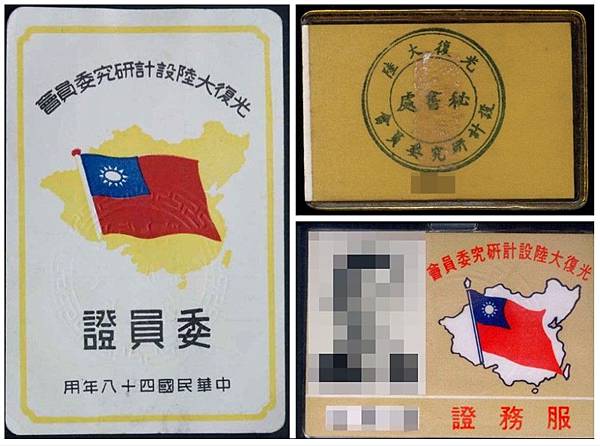 光復大陸設計研究委員會
委員證
中華民國四十八年用
光復大陸
設計研究委員會
秘書處
光復大陸設計研究委員會
服務證